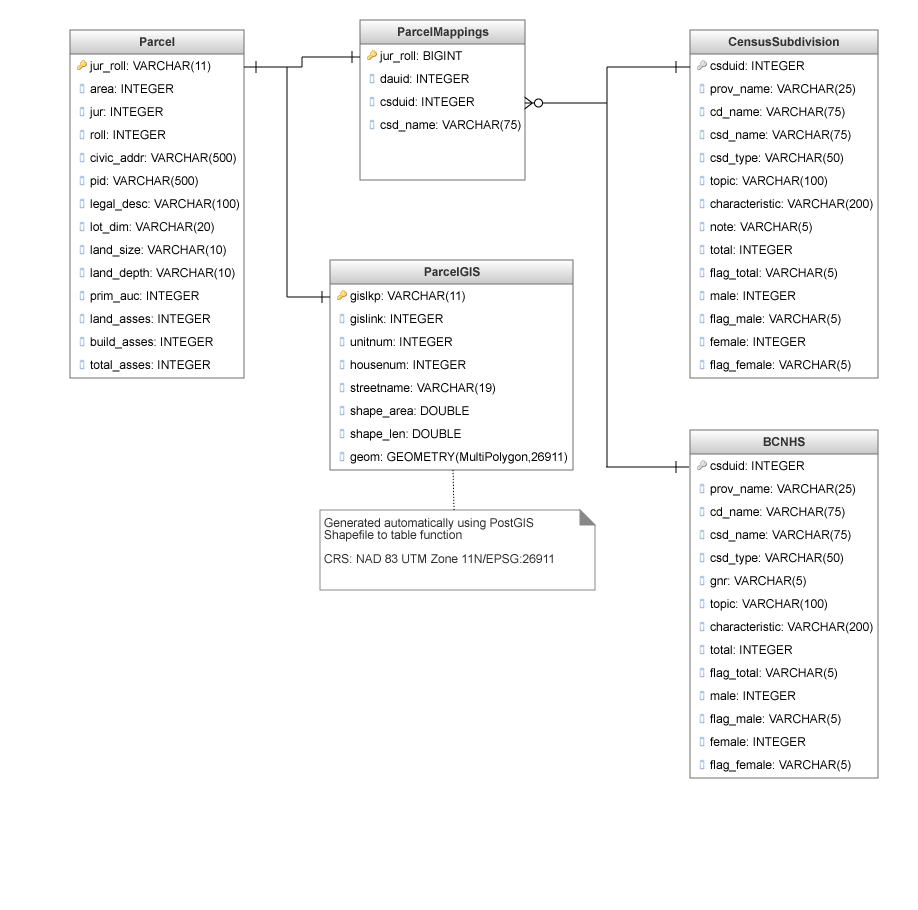 Parcel
jur_roll: VARCHAR(11)
area: INTEGER
jur: INTEGER
roll: INTEGER
civic_addr: VARCHAR(500)
pid: VARCHAR(500)
legal_desc: VARCHAR(100)
lot_dim: VARCHAR(20)
land_size: VARCHAR(10)
land_depth: VARCHAR(10)
prim_auc: INTEGER
land_asses: INTEGER
build_asses: INTEGER
total_asses: INTEGER
ParcelMappings
jur_roll: BIGINT
dauid: INTEGER
csduid: INTEGER
csd_name: VARCHAR(75)
ParcelGIS
gislkp: VARCHAR(11)
gislink: INTEGER
unitnum: INTEGER
housenum: INTEGER
streetname: VARCHAR(19)
shape_area: DOUBLE
shape_len: DOUBLE
geom: GEOMETRY(MultiPolygon,26911)
Generated automatically using PostGIS
Shapefile to table function
CRS: NAD 83 UTM Zone 11N/EPSG:26911
CensusSubdivision
csduid: INTEGER
prov_name: VARCHAR(25)
cd_name: VARCHAR(75)
csd_name: VARCHAR(75)
csd_type: VARCHAR(50)
topic: VARCHAR(100)
characteristic: VARCHAR(200)
note: VARCHAR(5)
total: INTEGER
flag_total: VARCHAR(5)
male: INTEGER
flag_male: VARCHAR(5)
female: INTEGER
flag_female: VARCHAR(5)
BCNHS
csduid: INTEGER
prov_name: VARCHAR(25)
cd_name: VARCHAR(75)
csd_name: VARCHAR(75)
csd_type: VARCHAR(50)
gnr: VARCHAR(5)
topic: VARCHAR(100)
characteristic: VARCHAR(200)
total: INTEGER
flag_total: VARCHAR(5)
male: INTEGER
flag_male: VARCHAR(5)
female: INTEGER
flag_female: VARCHAR(5)